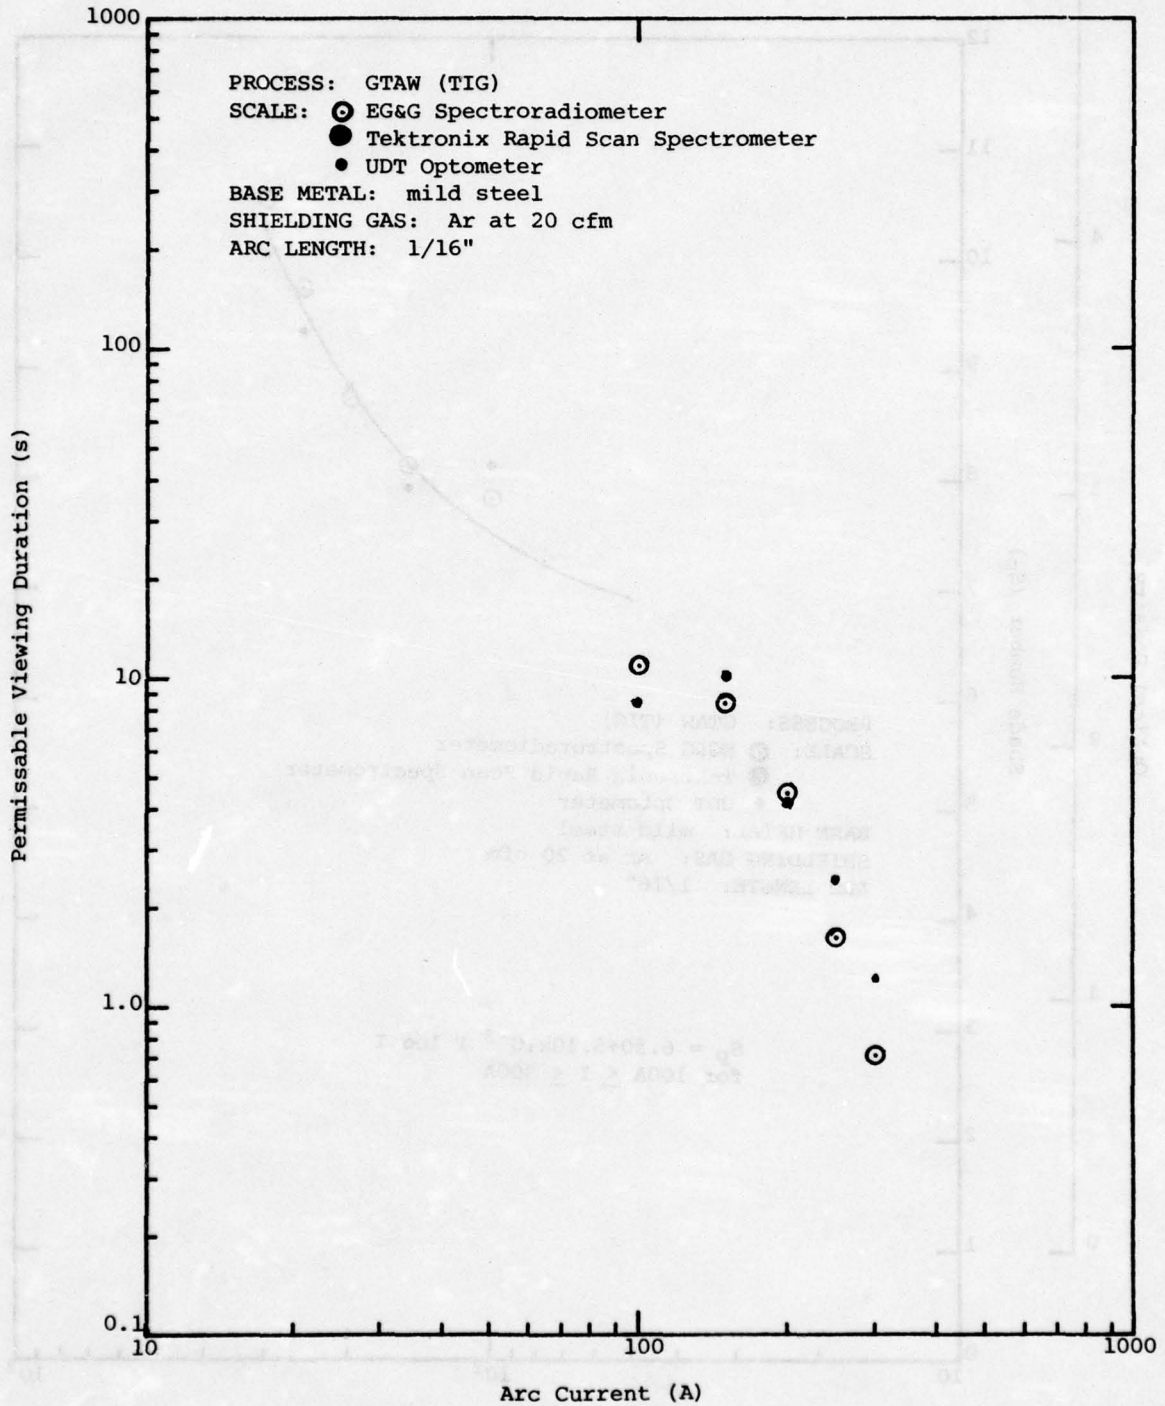 1000
PROCESS: GTAW (TIG)
SCALE: EG&G Spectroradiometer
Tektronix Rapid Scan Spectrometer
UDT Optometer
BASE METAL: mild steel
SHIELDING GAS: Ar at 20 cfm
ARC LENGTH: 1/16"
100
Permissable Viewing Duration (s)
10
1.0
0.1
10 100 1000
Arc Current (A)